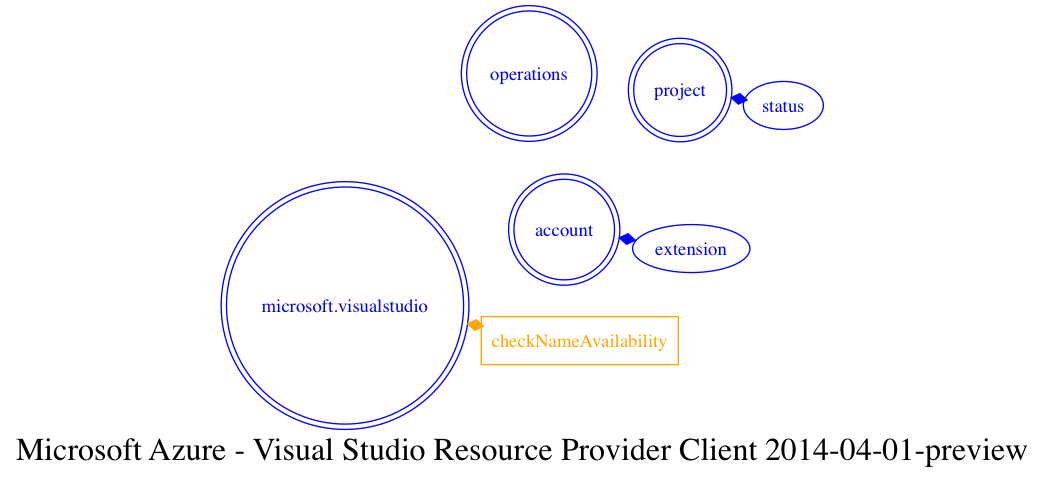 operations
project
status
account
extension
microsoft.visualstudio
checkNameAvailability
Microsoft Azure - Visual Studio Resource Provider Client 2014-04-01-preview